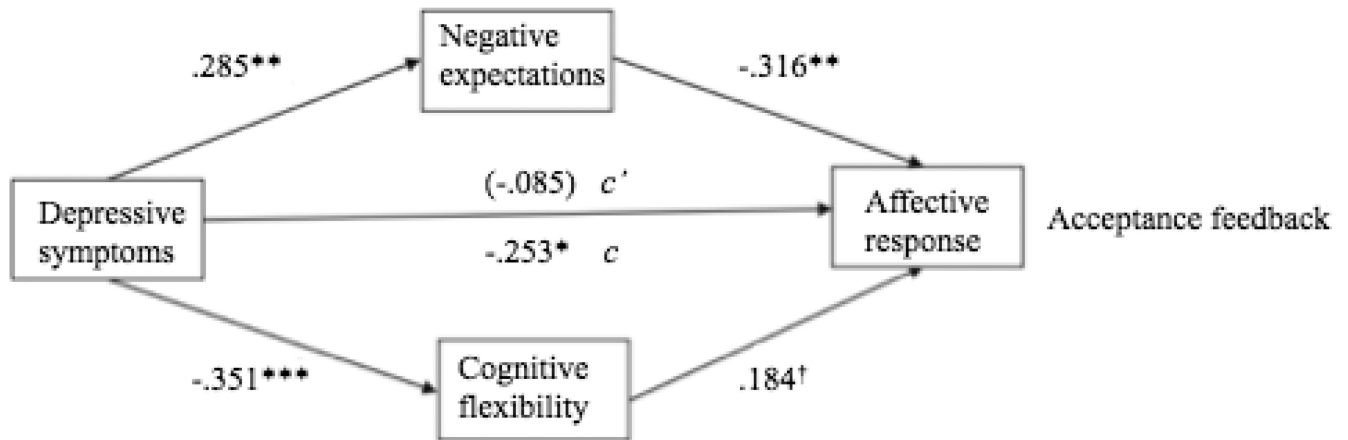 Negative
expectations
.285**
-.316**
(-.085) c′
Depressive
symptoms
Affective
response
Acceptance feedback
-.253* c
-.351***
Cognitive
flexibility
.184†